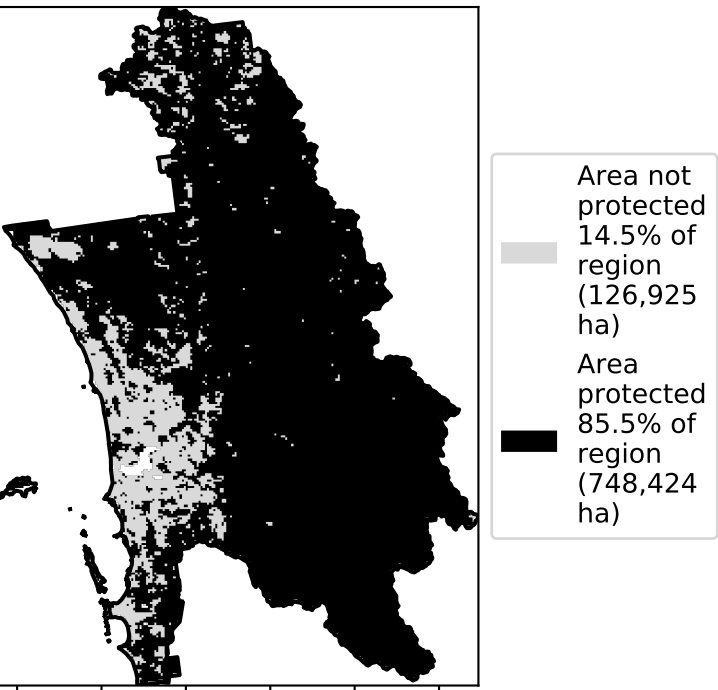 Area not
protected
14.5% of
region
(126,925
ha)
Area
protected
85.5% of
region
(748,424
ha)